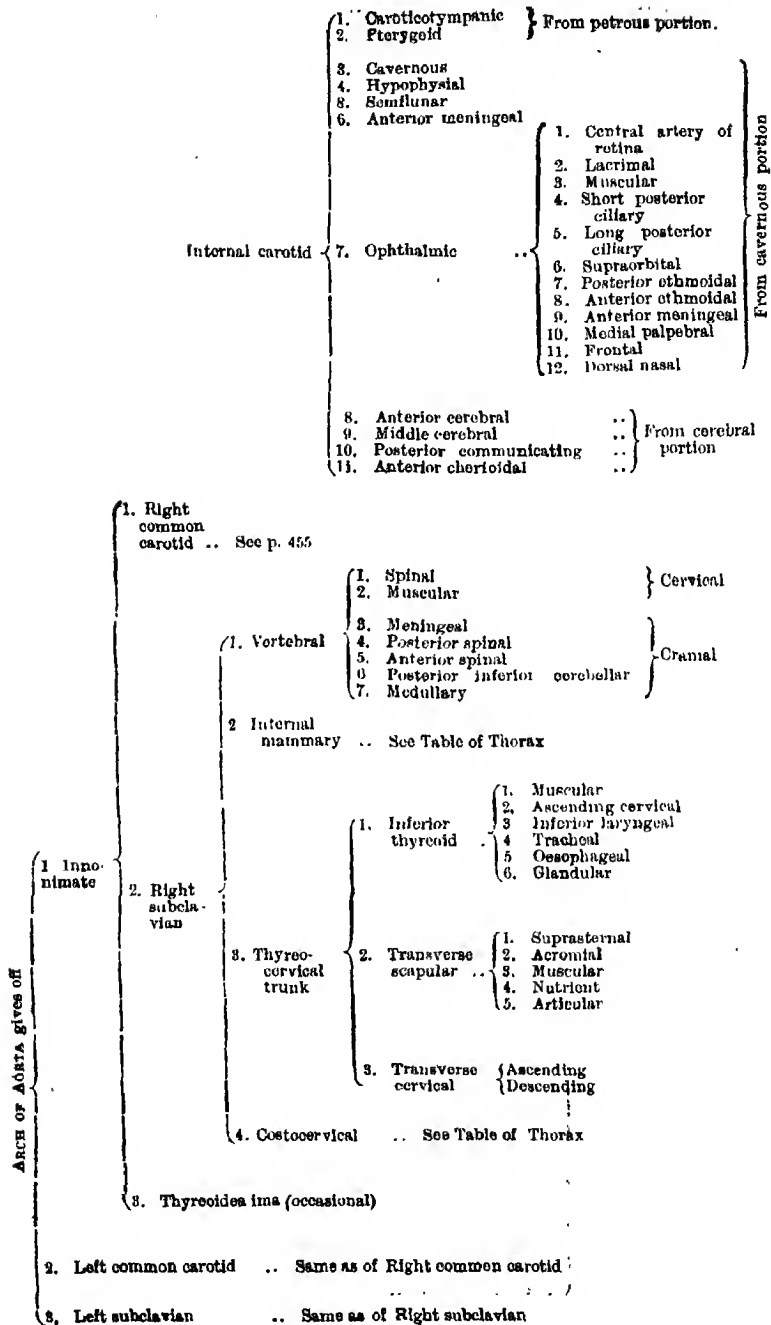 1. Caroticotympanic
2. Pterygoid
From petrous portion.
3. Cavernous
4. Hypophysial
8. Semilunar
6. Anterior meningeal
Internal carotid
7. Ophthalmic ..
1. Central artery of
retina
2. Lacrimal
3. Muscular
4. Short posterior
ciliary
5. Long posterior
ciliary
6. Supraorbital
7. Posterior ethmoidal
8. Anterior ethmoidal
9. Anterior meningeal
10. Medial palpebral
11. Frontal
12. Dorsal nasal
From cavernous portion
8. Anterior cerebral ..
9. Middle cerebral ..
10. Posterior communicating ..
11. Anterior chorioidal ..
From cerebral
portion
ARCH OF AORTA gives off
1 Inno-
nimate
1. Right
common
carotid .. See p. 455
2. Right
subcla-
vian
1. Vertebral
1. Spinal
2. Muscular
Cervical
3. Meningeal
4. Posterior spinal
5. Anterior spinal
6 Posterior inferior cerebellar
7. Medullary
Cranial
2 Internal
mammary .. See Table of Thorax
3. Thyreo-
cervical
trunk
1. Inferior
thyreoid .
1. Muscular
2. Ascending cervical
3 Inferior laryngeal
4 Tracheal
5 Oesophageal
6. Glandular
2. Transverse
scapular ..
1. Suprasternal
2. Acromial
3. Muscular
4. Nutrient
5. Articular
3. Transverse
cervical
Ascending
Descending
4. Costocervical .. See Table of Thorax
3. Thyreoidea ima (occasional)
2. Left common carotid .. Same as of Right common carotid
3. Left subclavian .. Same as of Right subclavian